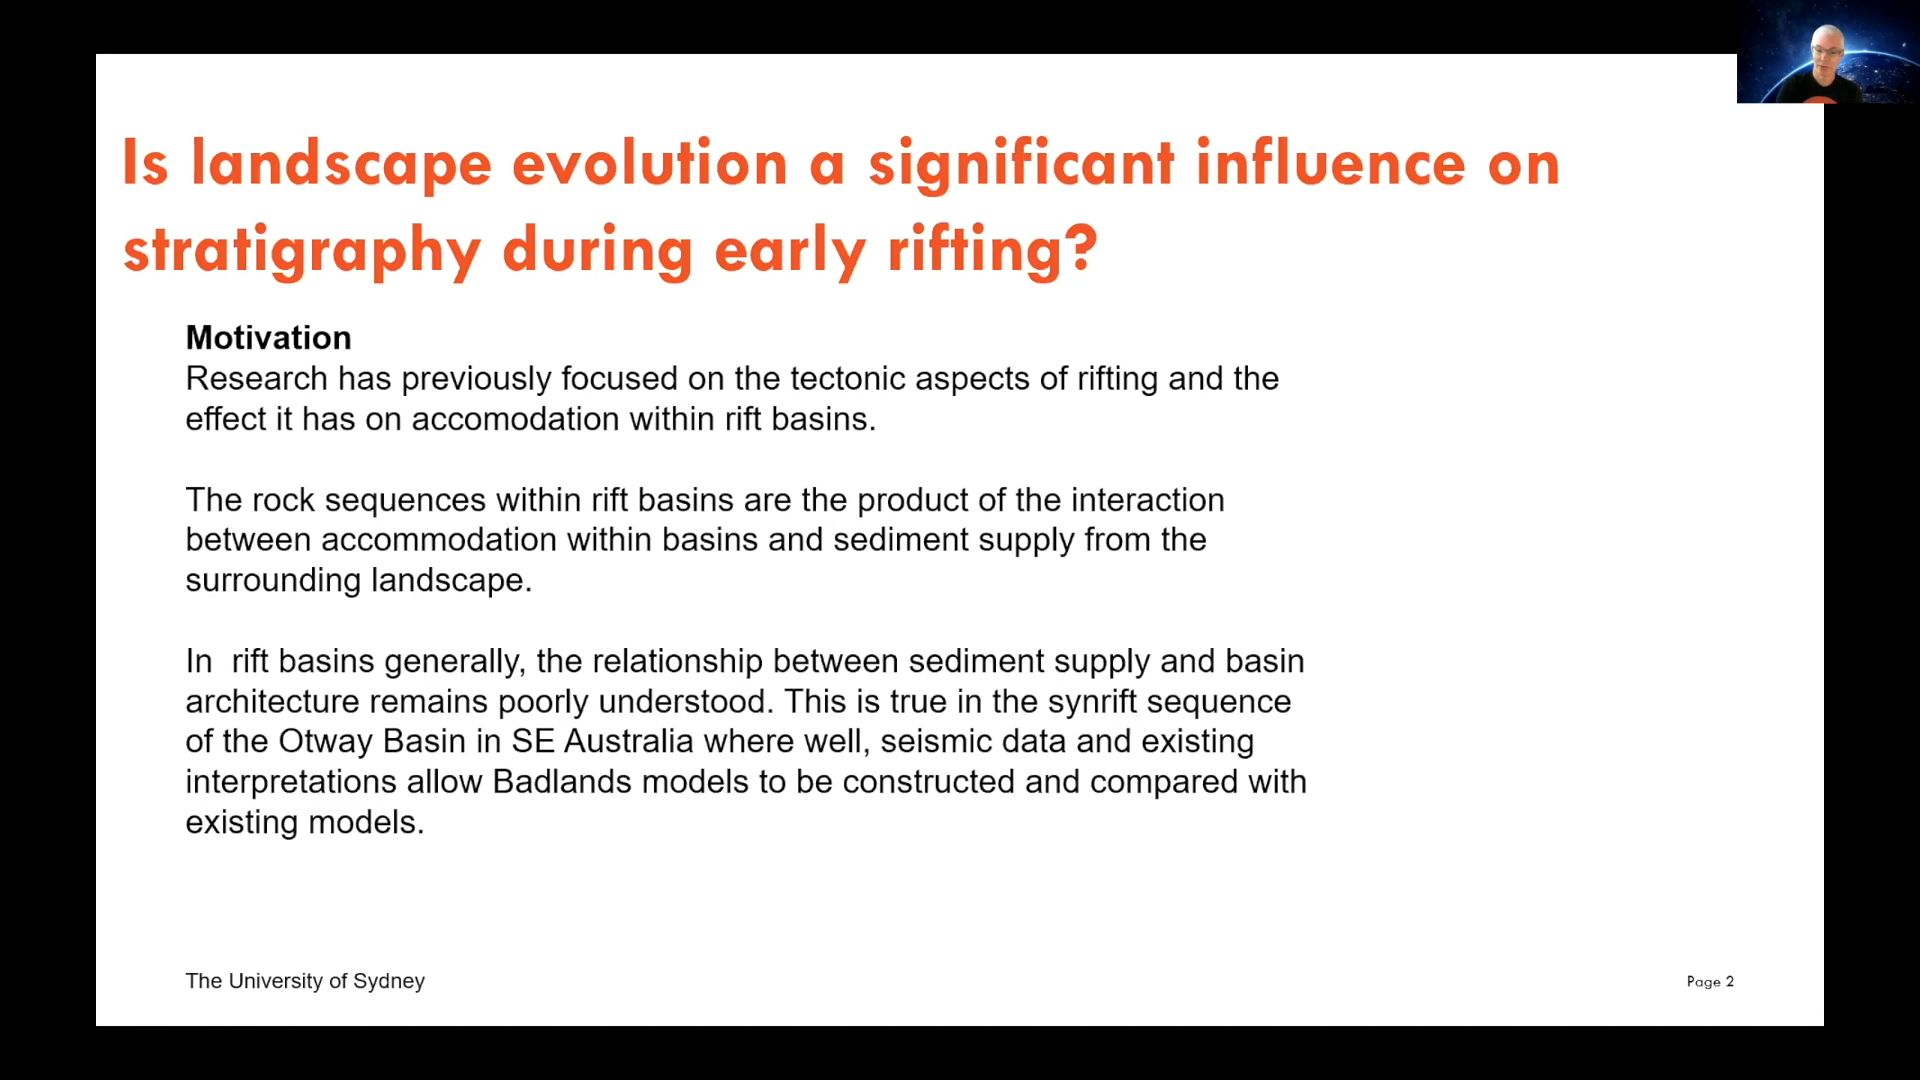 Is landscape evolution a significant influence on
stratigraphy during early rifting?
Motivation
Research has previously focused on the tectonic aspects of rifting and the
effect it has on accomodation within rift basins.
The rock sequences within rift basins are the product of the interaction
between accommodation within basins and sediment supply from the
surrounding landscape.
In  rift basins generally, the relationship between sediment supply and basin
architecture remains poorly understood. This is true in the synrift sequence
of the Otway Basin in SE Australia where well, seismic data and existing
interpretations allow Badlands models to be constructed and compared with
existing models.
The University of Sydney
Page 2